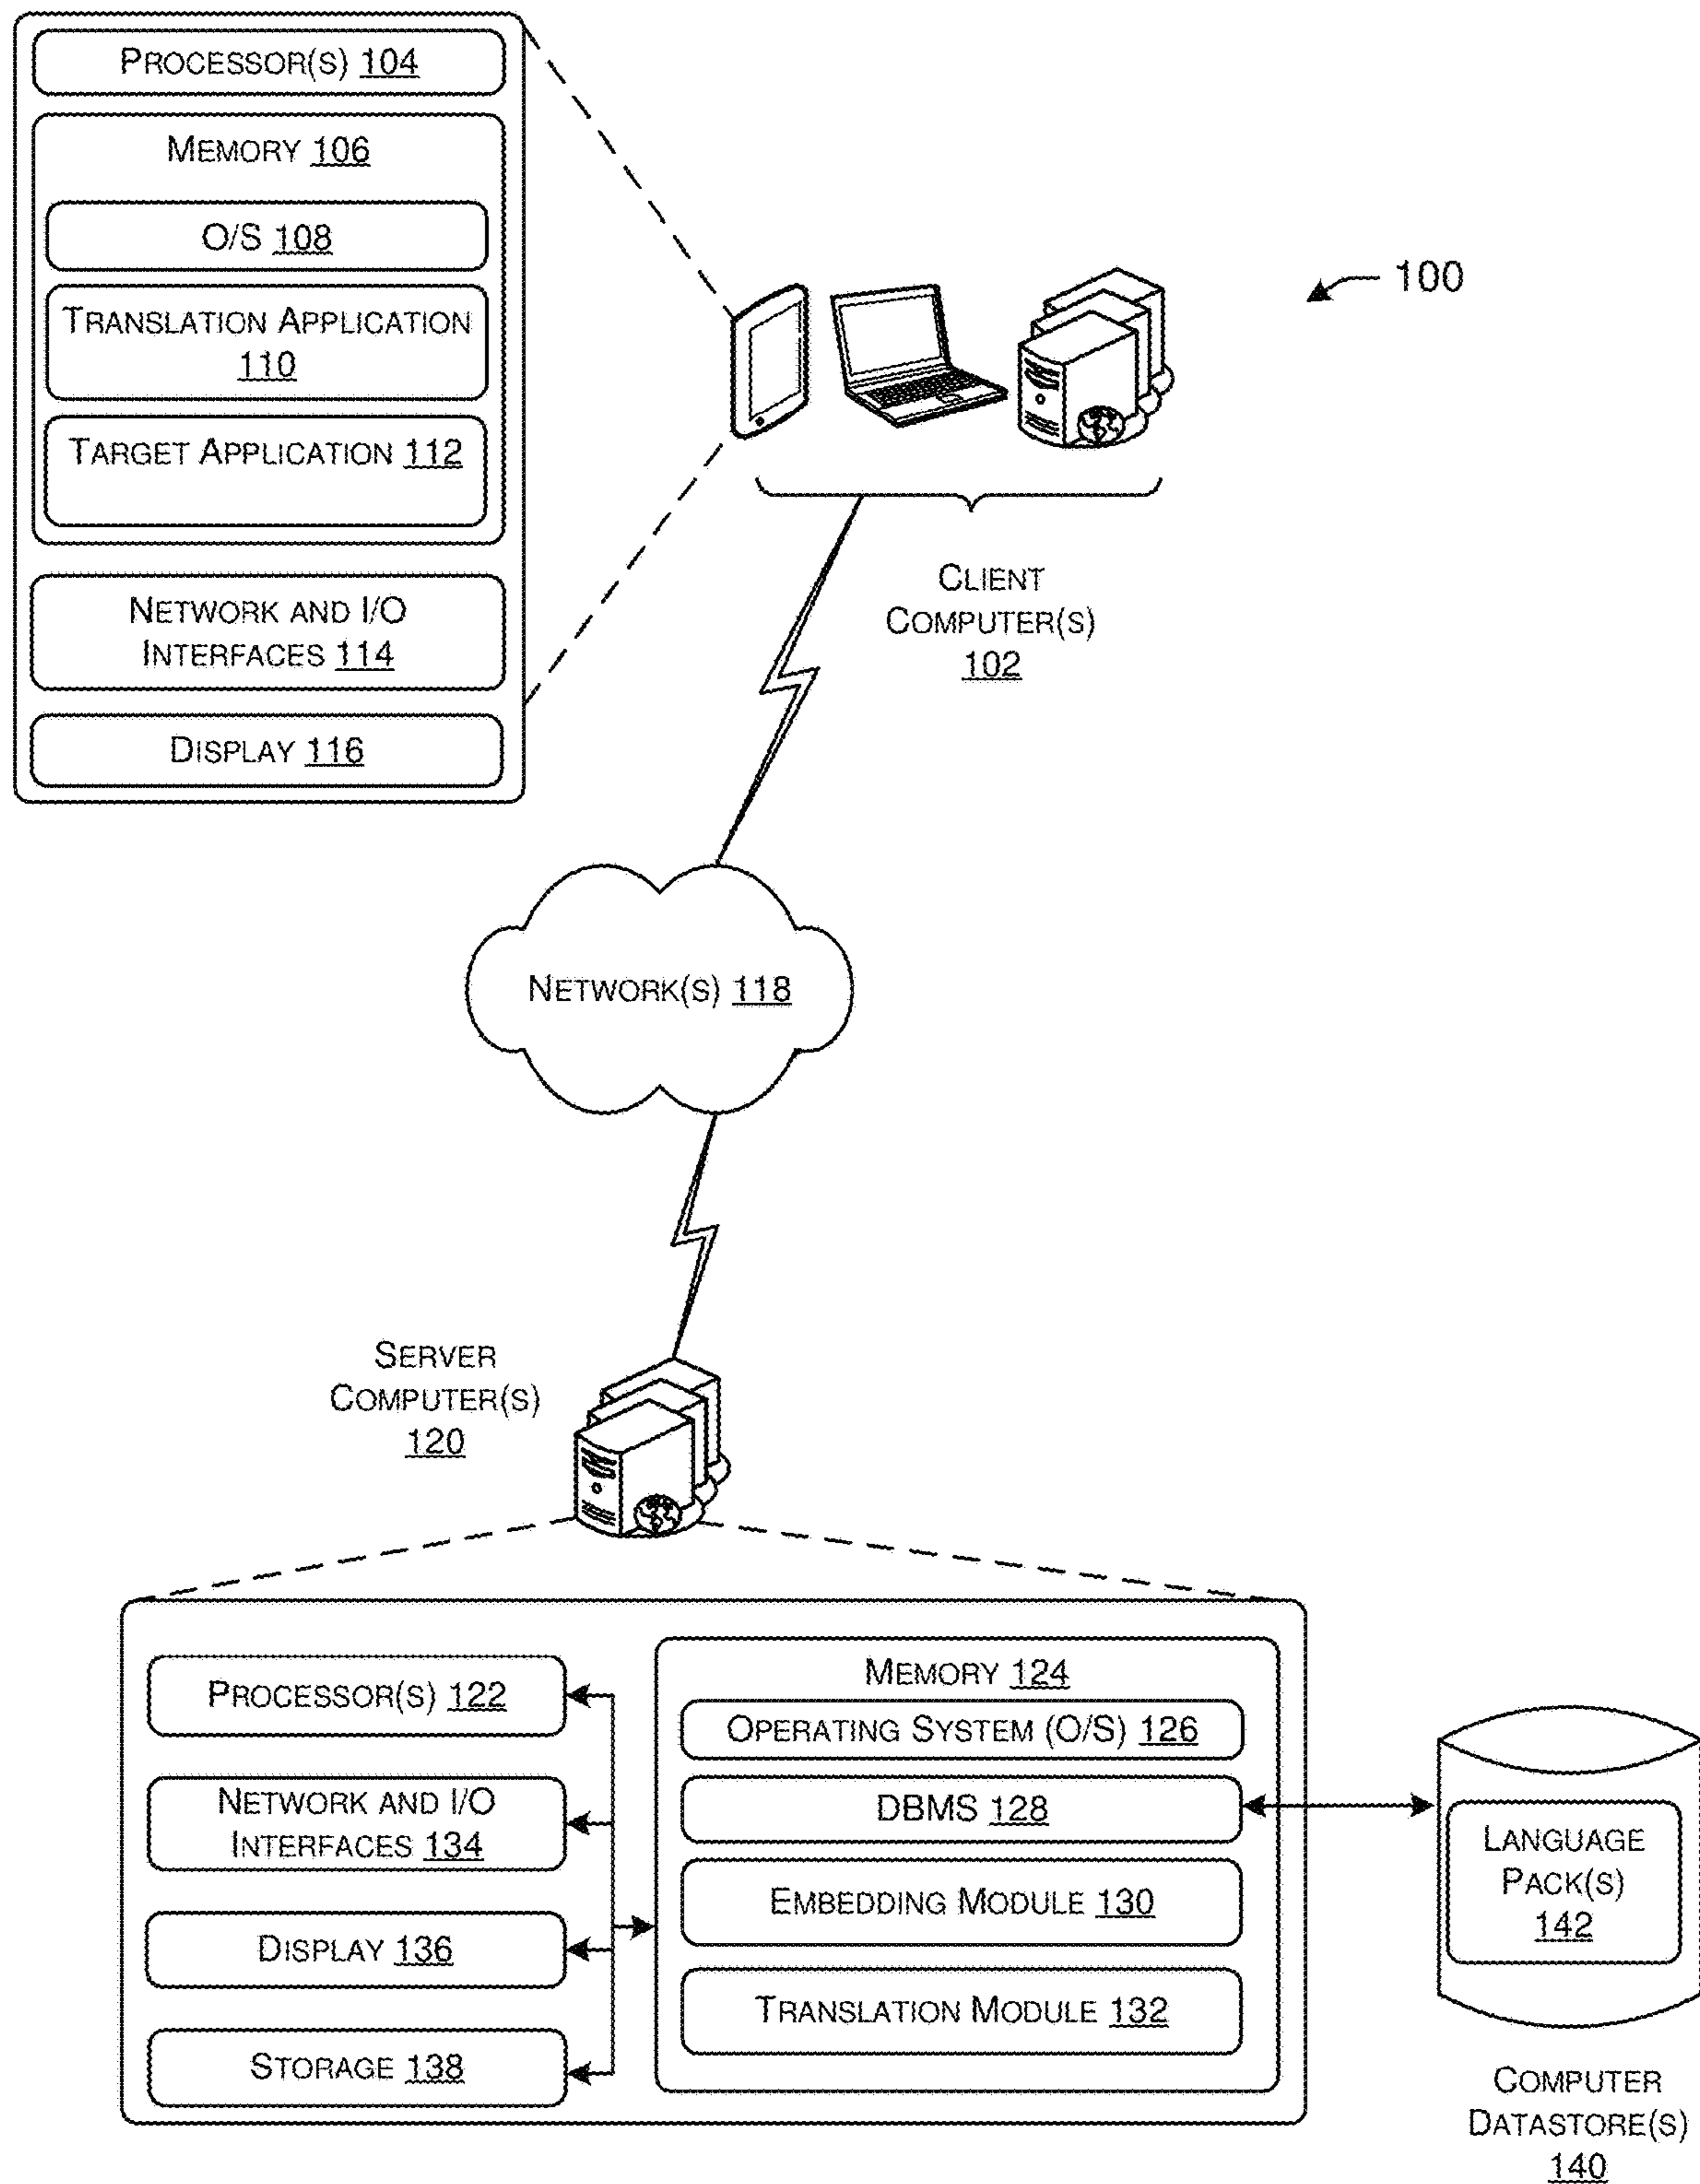 PROCESSOR(S) 104
MEMORY 106
O/S 108
TRANSLATION APPLICATION
110
TARGET APPLICATION 112
NETWORK AND I/O
INTERFACES 114
DISPLAY 116
100
CLIENT
COMPUTER(S)
102
NETWORK(S) 118
SERVER
COMPUTER(S)
120
PROCESSOR(S) 122
NETWORK AND I/O
INTERFACES 134
DISPLAY 136
STORAGE 138
MEMORY 124
OPERATING SYSTEM (O/S) 126
DBMS 128
EMBEDDING MODULE 130
TRANSLATION MODULE 132
LANGUAGE
PACK(S)
142
COMPUTER
DATASTORE(S)
140